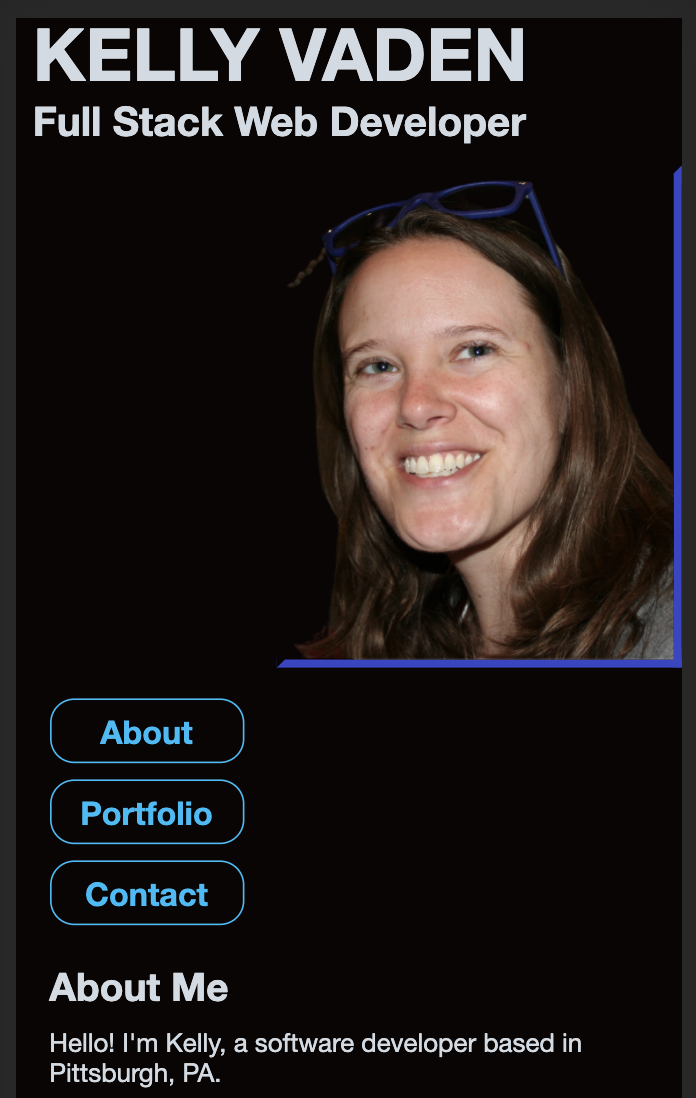 KELLY VADEN
Full Stack Web Developer
About
Portfolio
Contact
About Me
Hello! I'm Kelly, a software developer based in
Pittsburgh, PA.